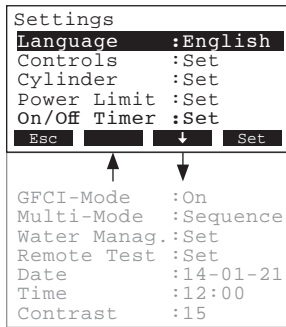 Settings
Language :English
Controls :Set
Cylinder :Set
Power Limit :Set
On/Off Timer :Set
Esc ↓ Set
GFCI-Mode :On
Multi-Mode :Sequence
Water Manag.:Set
Remote Test :Set
Date :14-01-21
Time :12:00
Contrast :15